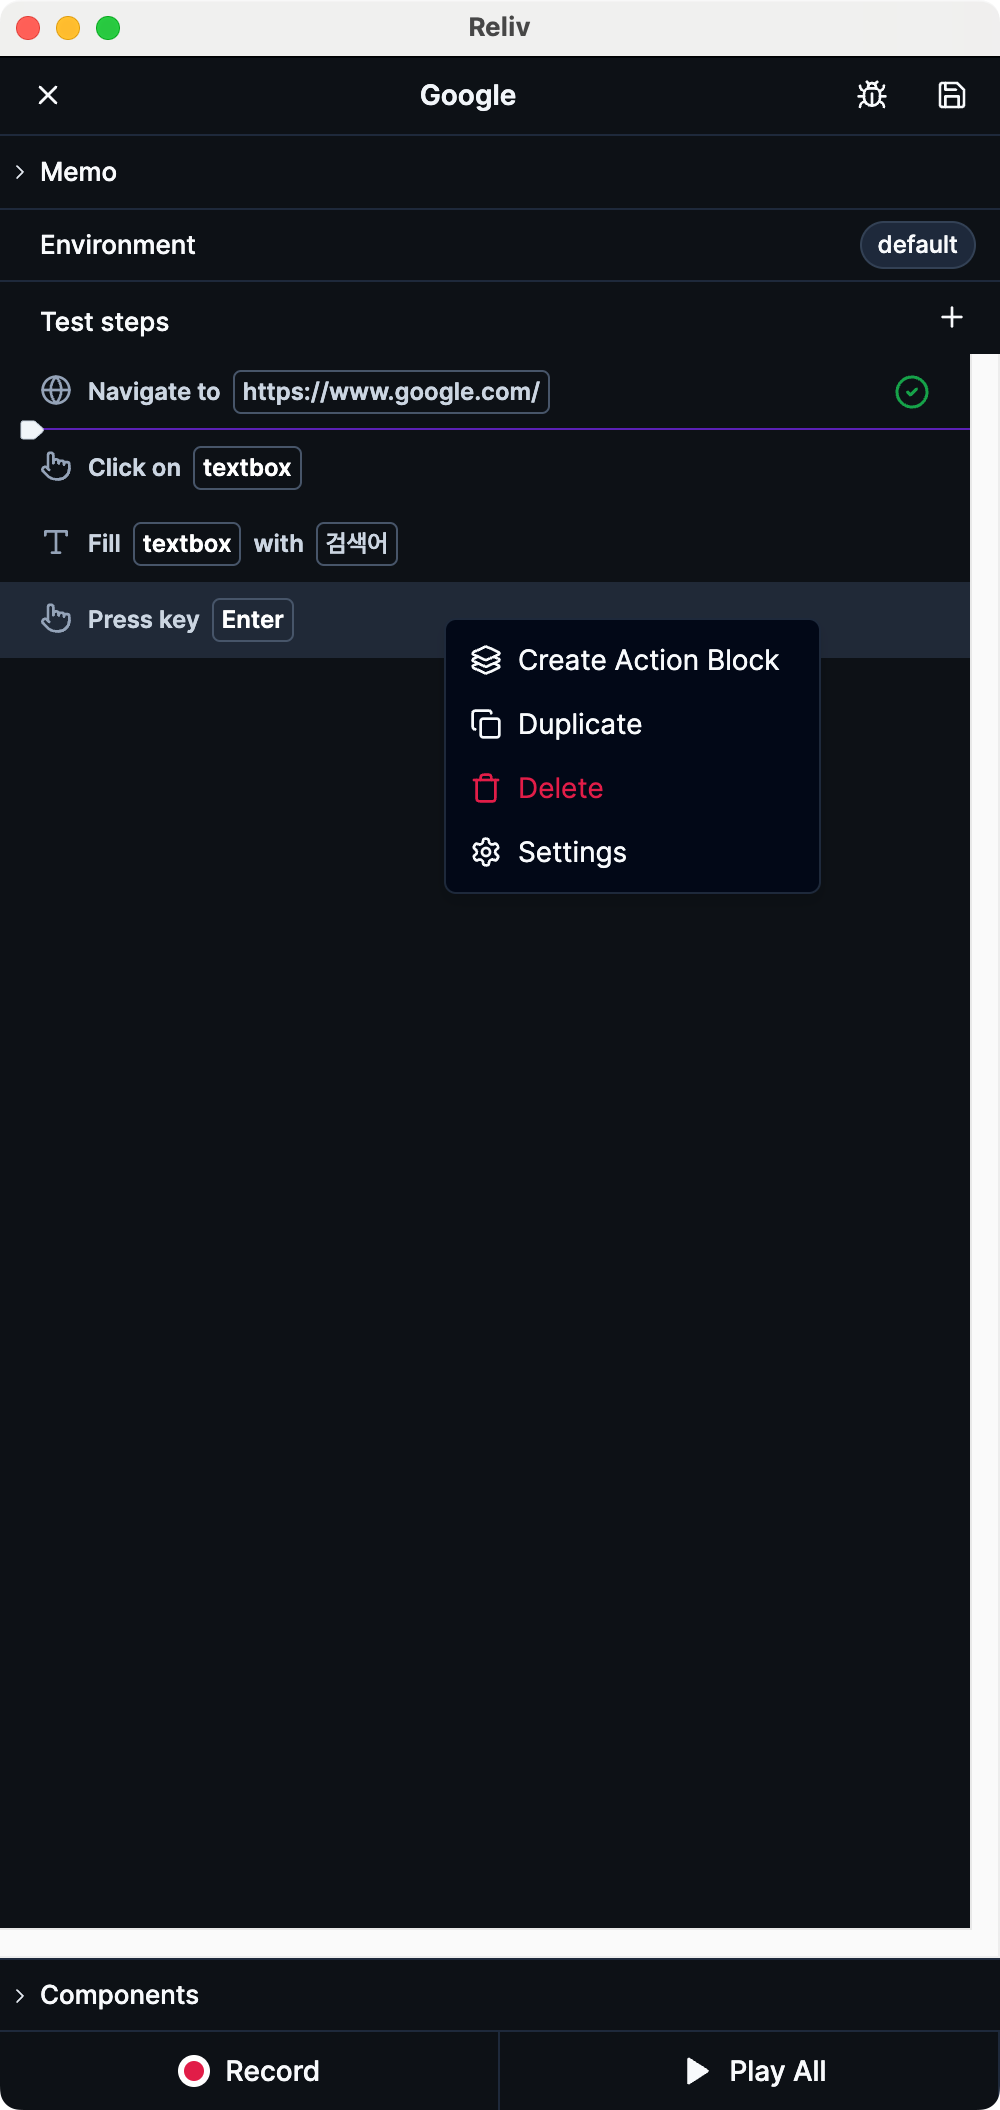 Reliv
Google
Memo
Environment default
Test steps
Navigate to https://www.google.com/
Click on textbox
Fill textbox with 검색어
Press key Enter
Create Action Block
Duplicate
Delete
Settings
Components
Record Play All